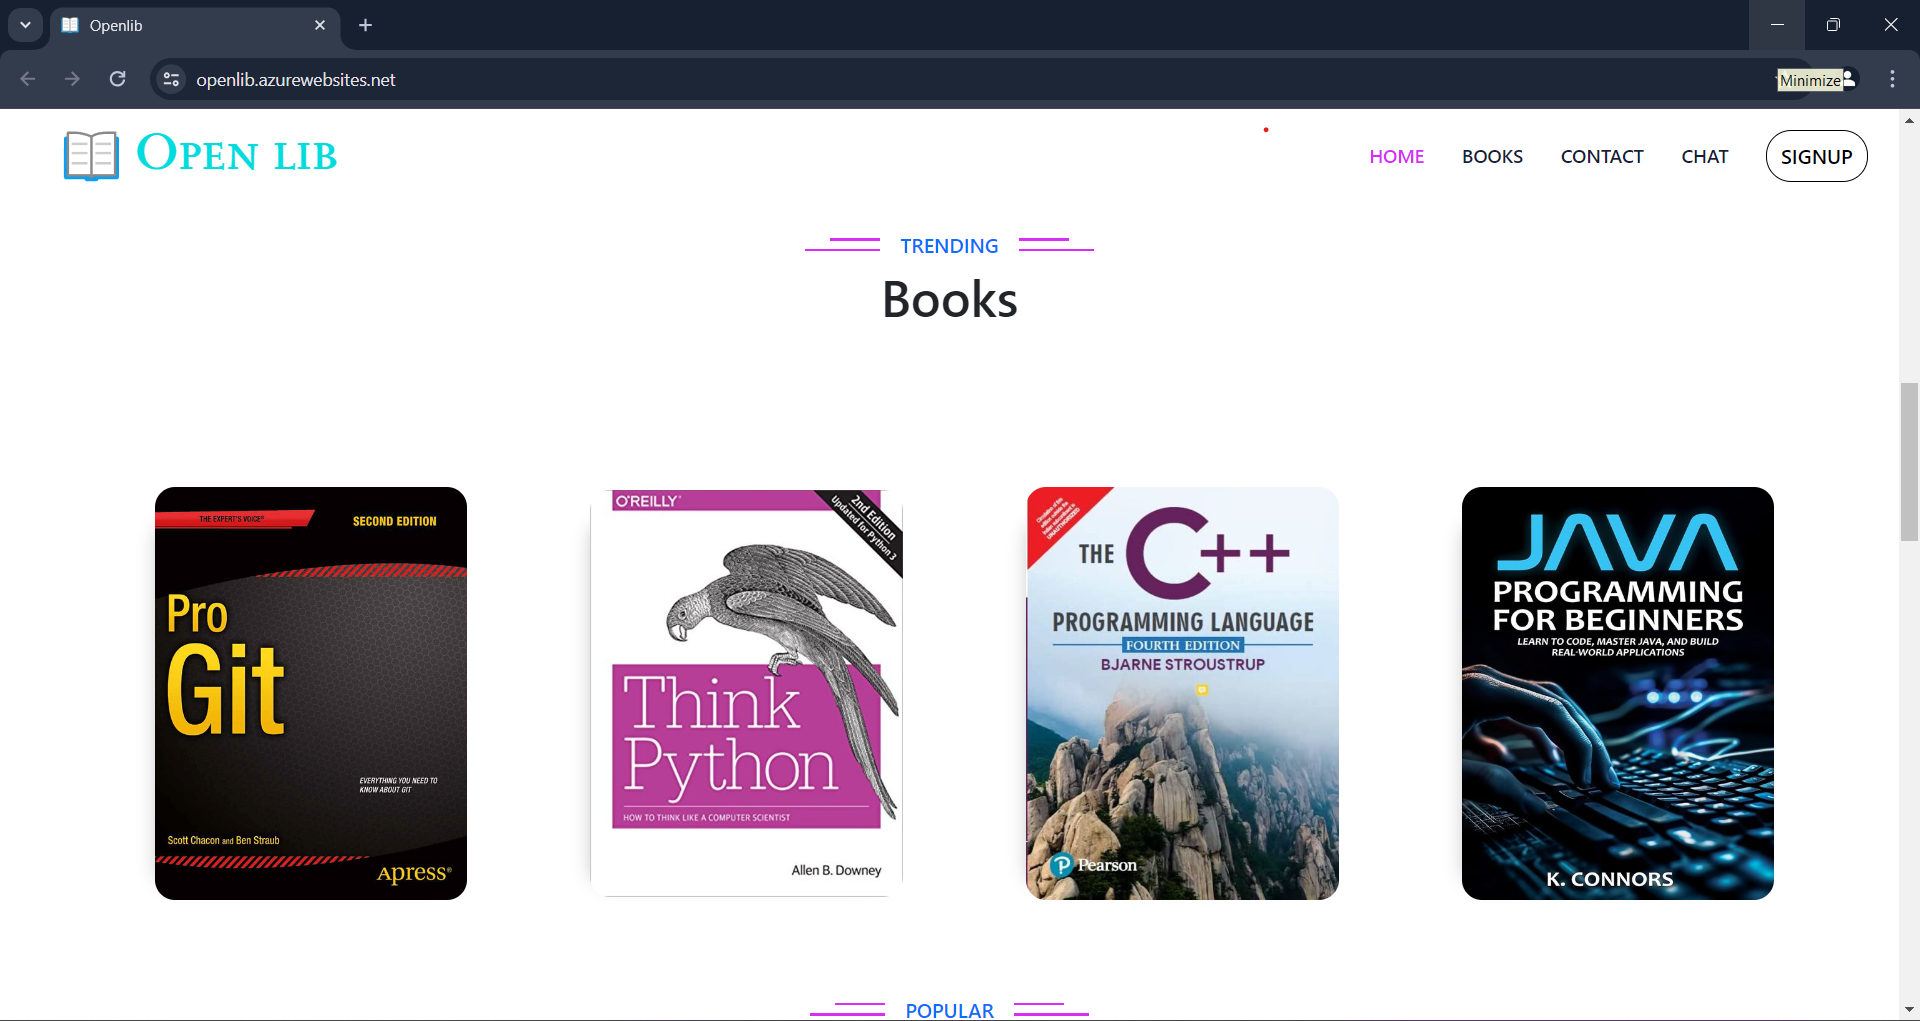 Openlib
openlib.azurewebsites.net
Minimize
OPEN LIB
HOME
BOOKS
CONTACT
CHAT
SIGNUP
TRENDING
Books
THE EXPERT'S VOICE®
SECOND EDITION
Pro
Git
EVERYTHING YOU NEED TO
KNOW ABOUT GIT
Scott Chacon and Ben Straub
Apress®
O'REILLY®
2nd Edition
Updated for Python 3
Think
Python
HOW TO THINK LIKE A COMPUTER SCIENTIST
Allen B. Downey
THE C++
PROGRAMMING LANGUAGE
FOURTH EDITION
BJARNE STROUSTRUP
Pearson
JAVA
PROGRAMMING
FOR BEGINNERS
LEARN TO CODE, MASTER JAVA, AND BUILD
REAL-WORLD APPLICATIONS
K. CONNORS
POPULAR